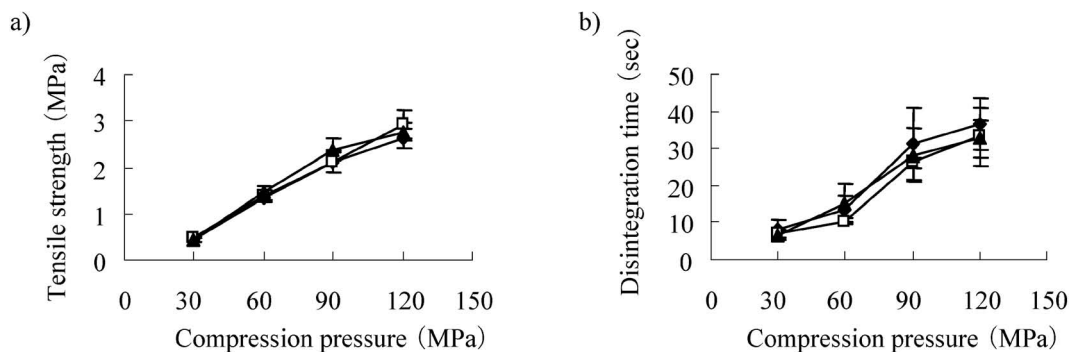 a)
Tensile strength (MPa)
4
3
2
1
0
0 30 60 90 120 150
Compression pressure (MPa)
b)
Disintegration time (sec)
50
40
30
20
10
0
0 30 60 90 120 150
Compression pressure (MPa)